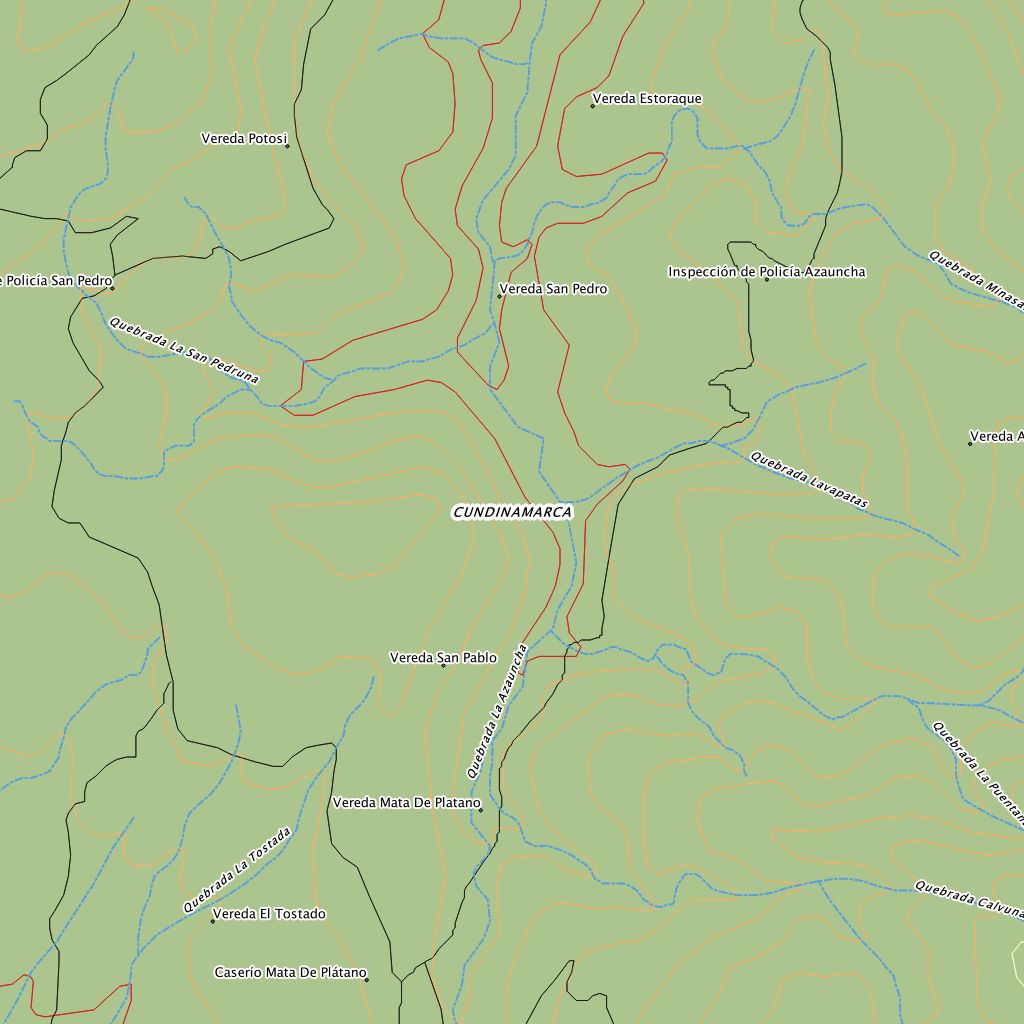 Vereda Estoraque
Vereda Potosi
Quebrada Minasa
Inspección de Policía Azauncha
e Policía San Pedro
Vereda San Pedro
Quebrada La San Pedruna
Vereda A
Quebrada Lavapatas
CUNDINAMARCA
Vereda San Pablo
Quebrada La Azauncha
Quebrada La Puentana
Vereda Mata De Platano
Quebrada La Tostada
Quebrada Calvuna
Vereda El Tostado
Caserío Mata De Plátano